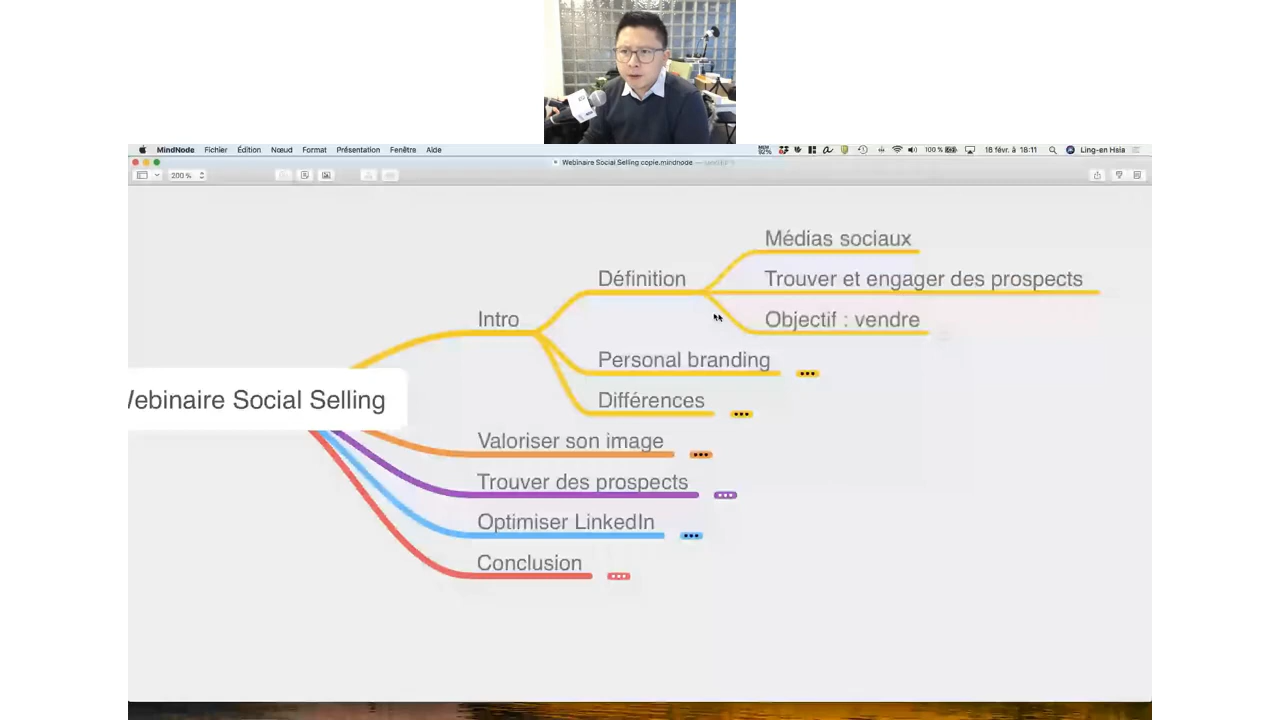 MindNode Fichier Édition Nœud Format Présentation Fenêtre Aide 100 % 18 févr. à 18:11 Ling-en Hsia
Webinaire Social Selling copie.mindnode
200 %
Médias sociaux
Définition
Trouver et engager des prospects
Intro
Objectif : vendre
Personal branding
Webinaire Social Selling
Différences
Valoriser son image
Trouver des prospects
Optimiser LinkedIn
Conclusion